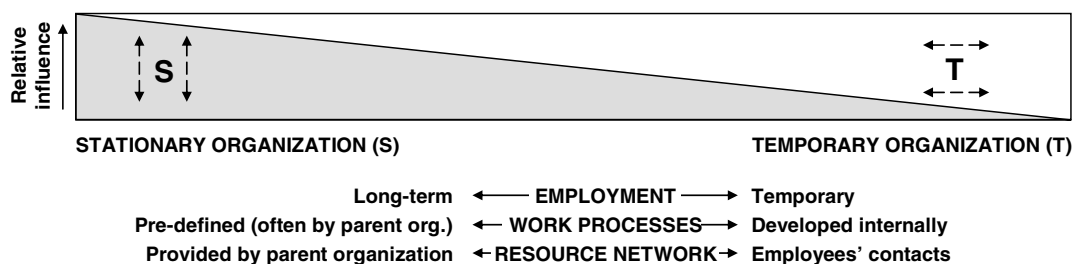 Relative
influence
S
T
STATIONARY ORGANIZATION (S) TEMPORARY ORGANIZATION (T)
Long-term EMPLOYMENT Temporary
Pre-defined (often by parent org.) WORK PROCESSES Developed internally
Provided by parent organization RESOURCE NETWORK Employees' contacts